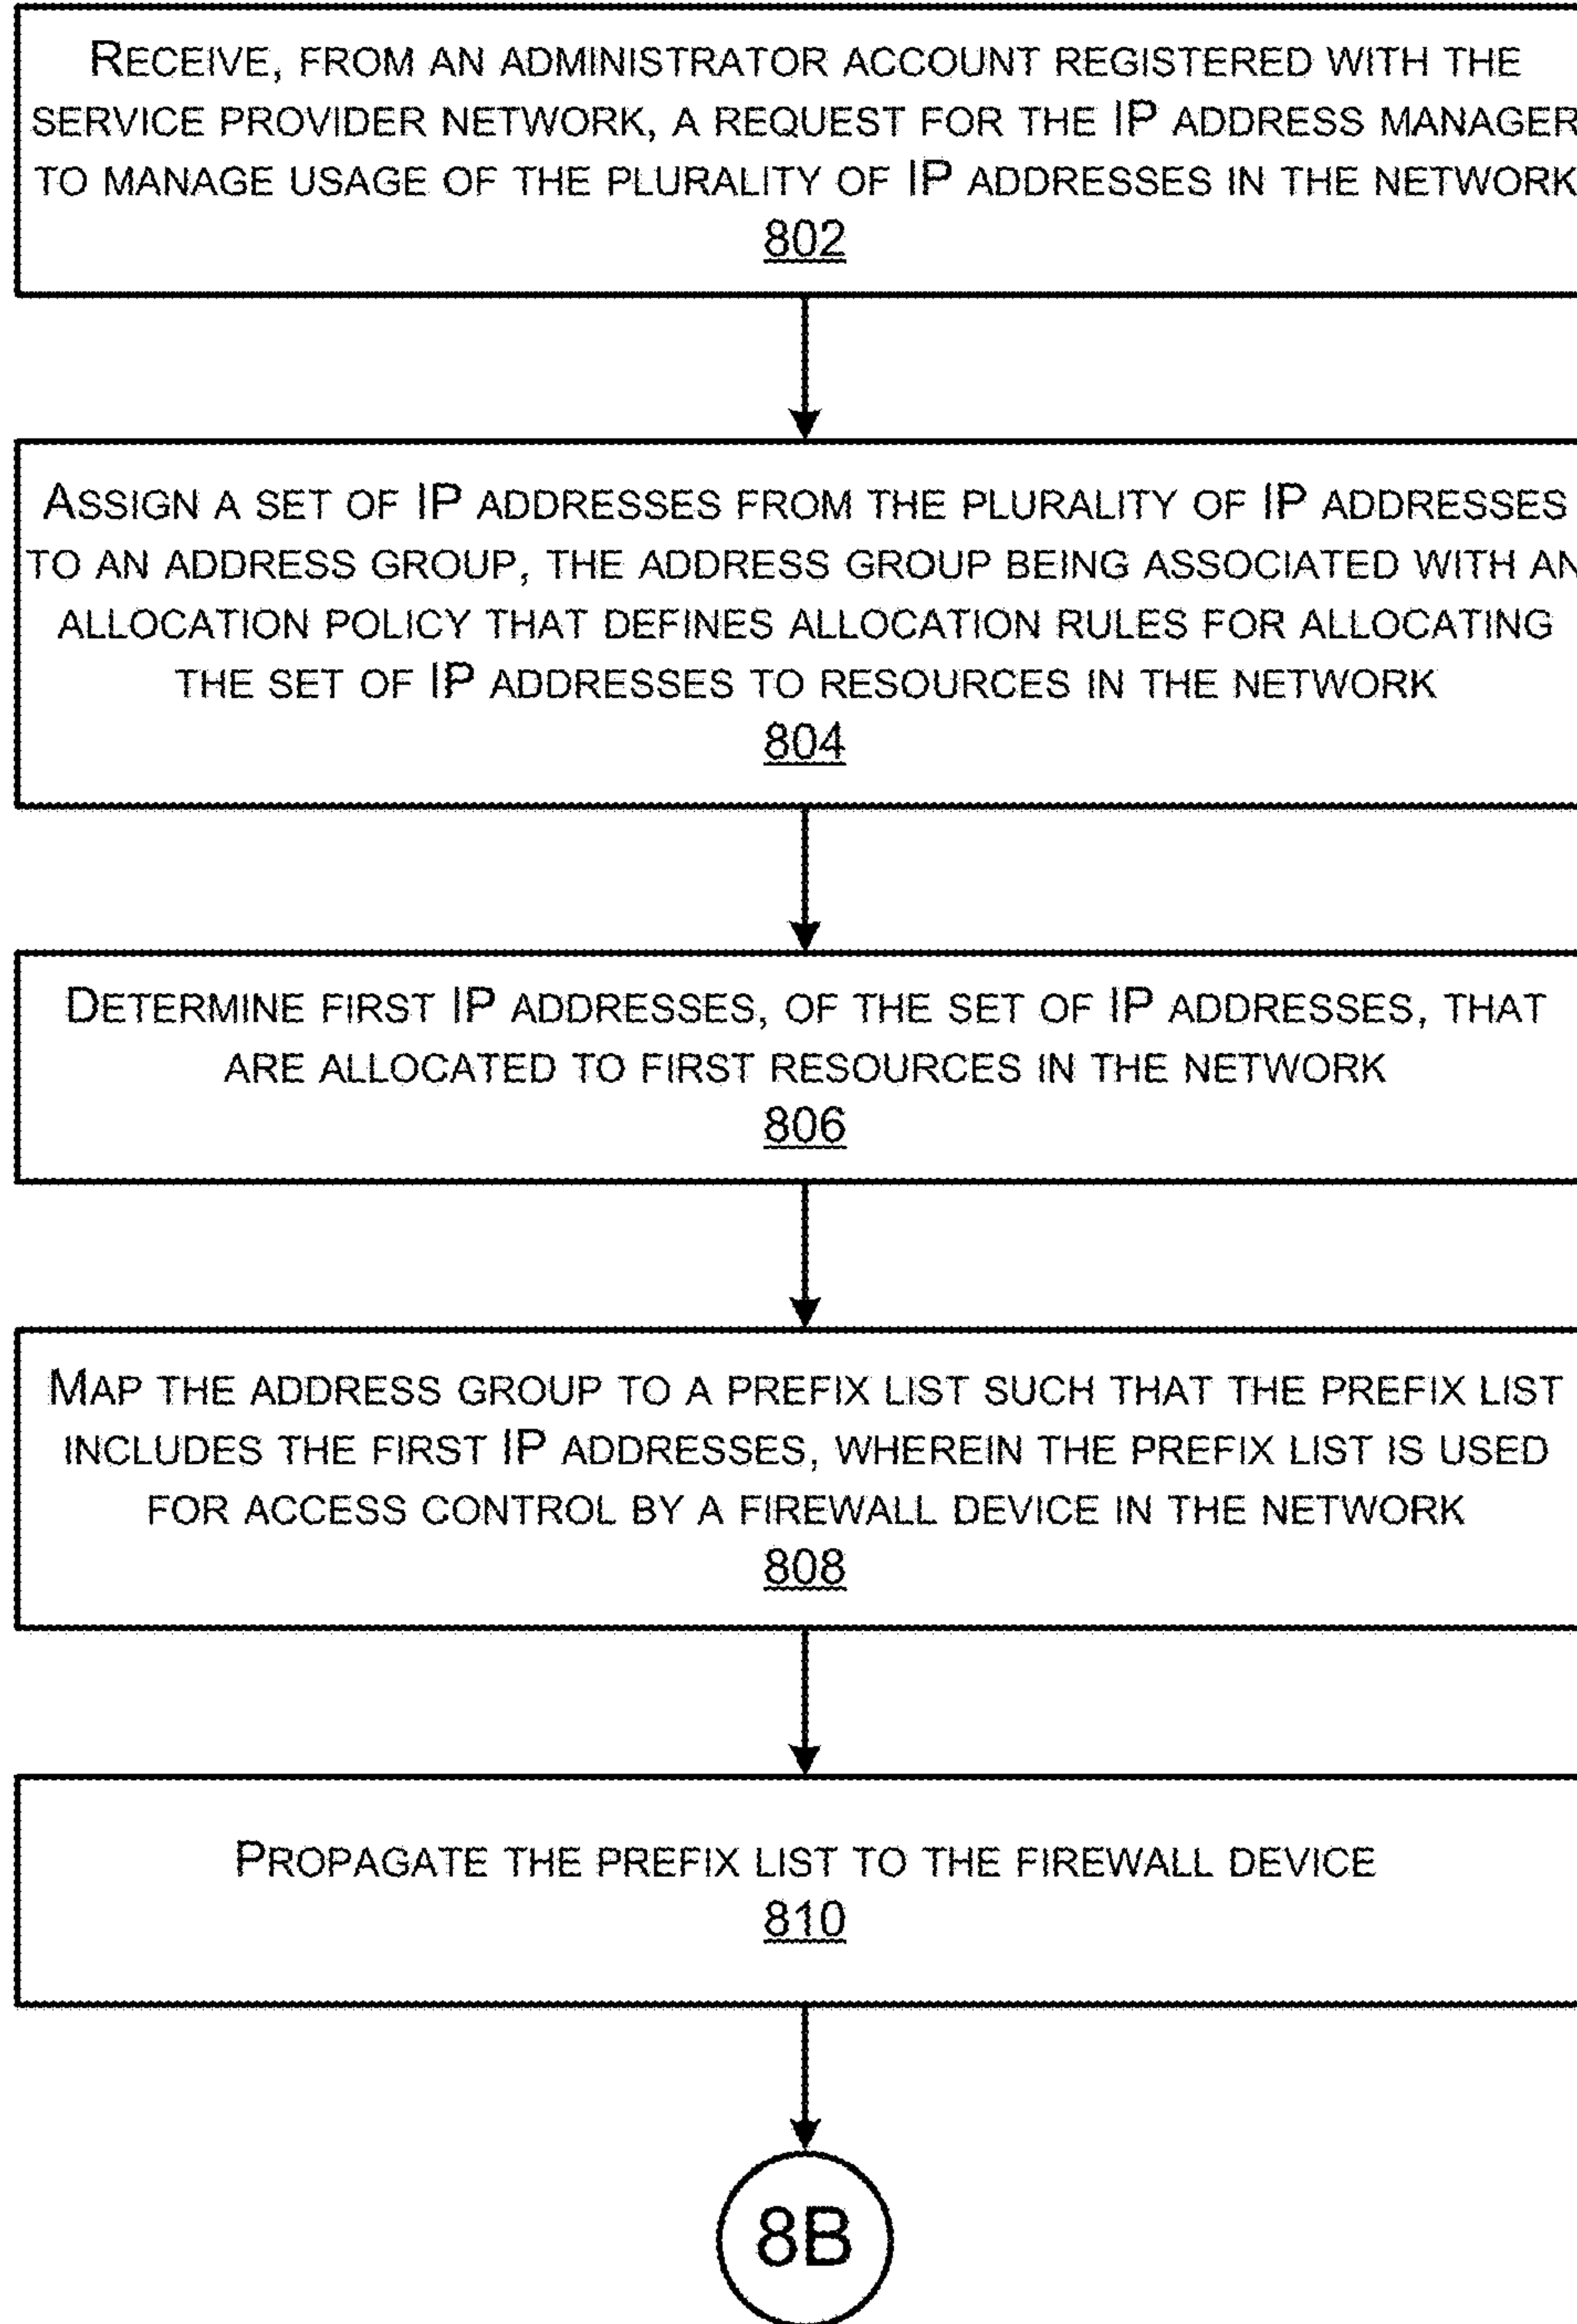 RECEIVE, FROM AN ADMINISTRATOR ACCOUNT REGISTERED WITH THE
SERVICE PROVIDER NETWORK, A REQUEST FOR THE IP ADDRESS MANAGER
TO MANAGE USAGE OF THE PLURALITY OF IP ADDRESSES IN THE NETWORK
802
ASSIGN A SET OF IP ADDRESSES FROM THE PLURALITY OF IP ADDRESSES
TO AN ADDRESS GROUP, THE ADDRESS GROUP BEING ASSOCIATED WITH AN
ALLOCATION POLICY THAT DEFINES ALLOCATION RULES FOR ALLOCATING
THE SET OF IP ADDRESSES TO RESOURCES IN THE NETWORK
804
DETERMINE FIRST IP ADDRESSES, OF THE SET OF IP ADDRESSES, THAT
ARE ALLOCATED TO FIRST RESOURCES IN THE NETWORK
806
MAP THE ADDRESS GROUP TO A PREFIX LIST SUCH THAT THE PREFIX LIST
INCLUDES THE FIRST IP ADDRESSES, WHEREIN THE PREFIX LIST IS USED
FOR ACCESS CONTROL BY A FIREWALL DEVICE IN THE NETWORK
808
PROPAGATE THE PREFIX LIST TO THE FIREWALL DEVICE
810
8B